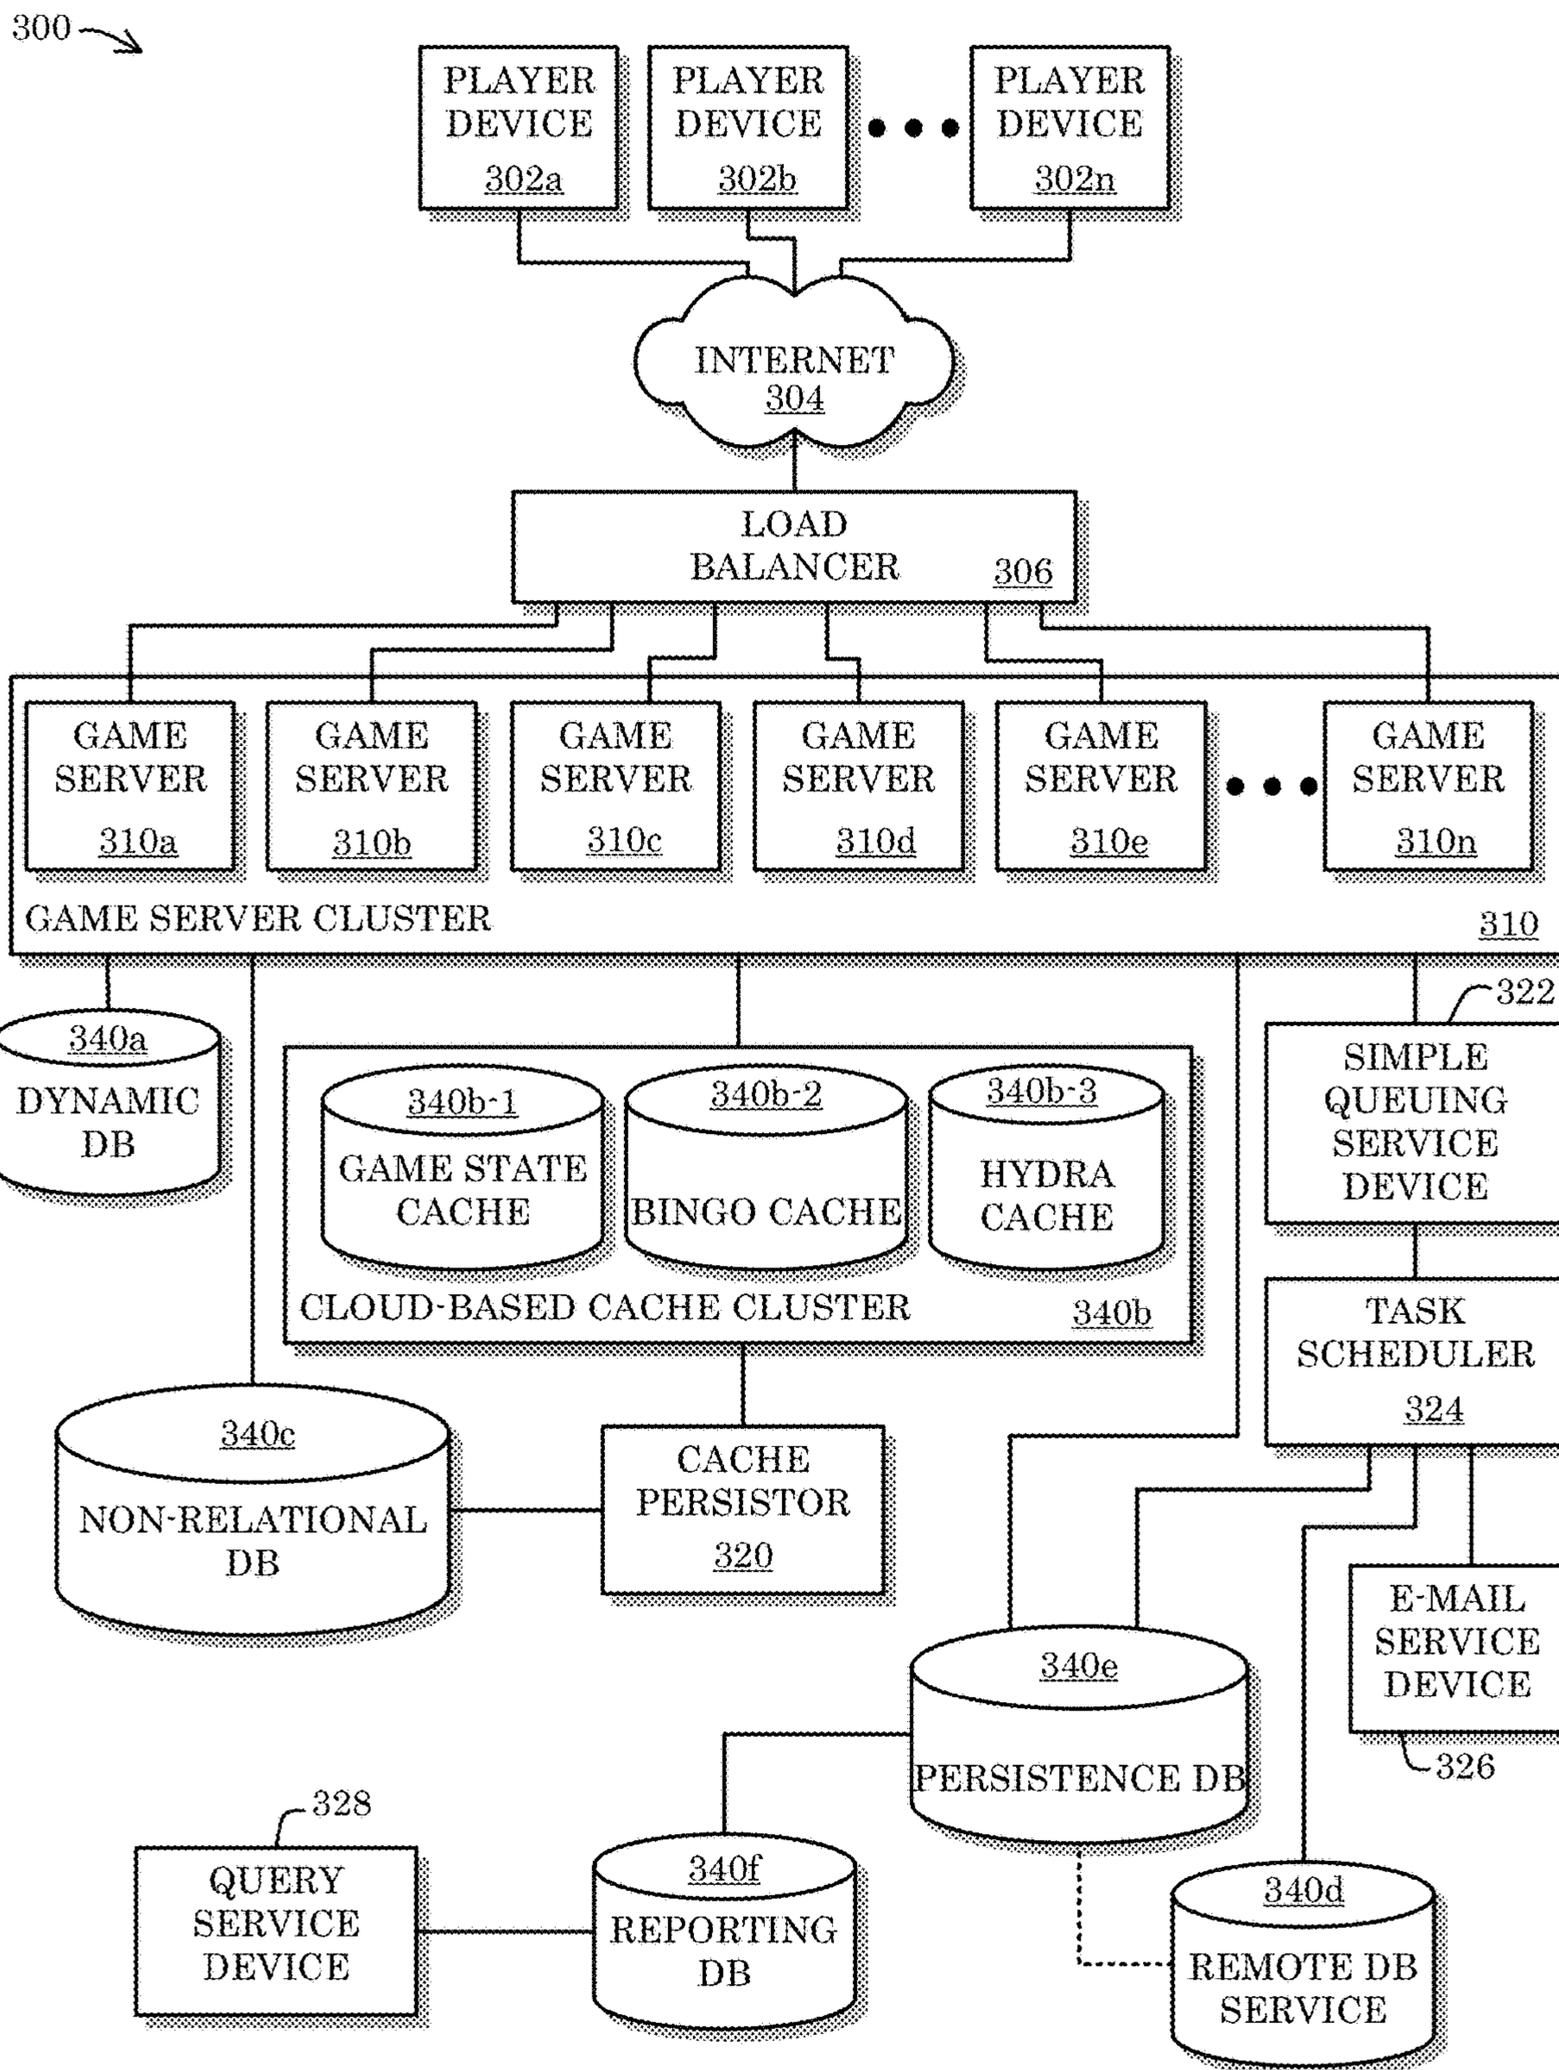 300
PLAYER
DEVICE
302a
PLAYER
DEVICE
302b
PLAYER
DEVICE
302n
INTERNET
304
LOAD
BALANCER
306
GAME
SERVER
310a
GAME
SERVER
310b
GAME
SERVER
310c
GAME
SERVER
310d
GAME
SERVER
310e
GAME
SERVER
310n
GAME SERVER CLUSTER
310
340a
DYNAMIC
DB
340b-1
GAME STATE
CACHE
340b-2
BINGO CACHE
340b-3
HYDRA
CACHE
CLOUD-BASED CACHE CLUSTER
340b
322
SIMPLE
QUEUING
SERVICE
DEVICE
TASK
SCHEDULER
324
340c
NON-RELATIONAL
DB
CACHE
PERSISTOR
320
E-MAIL
SERVICE
DEVICE
326
340e
PERSISTENCE DB
328
QUERY
SERVICE
DEVICE
340f
REPORTING
DB
340d
REMOTE DB
SERVICE